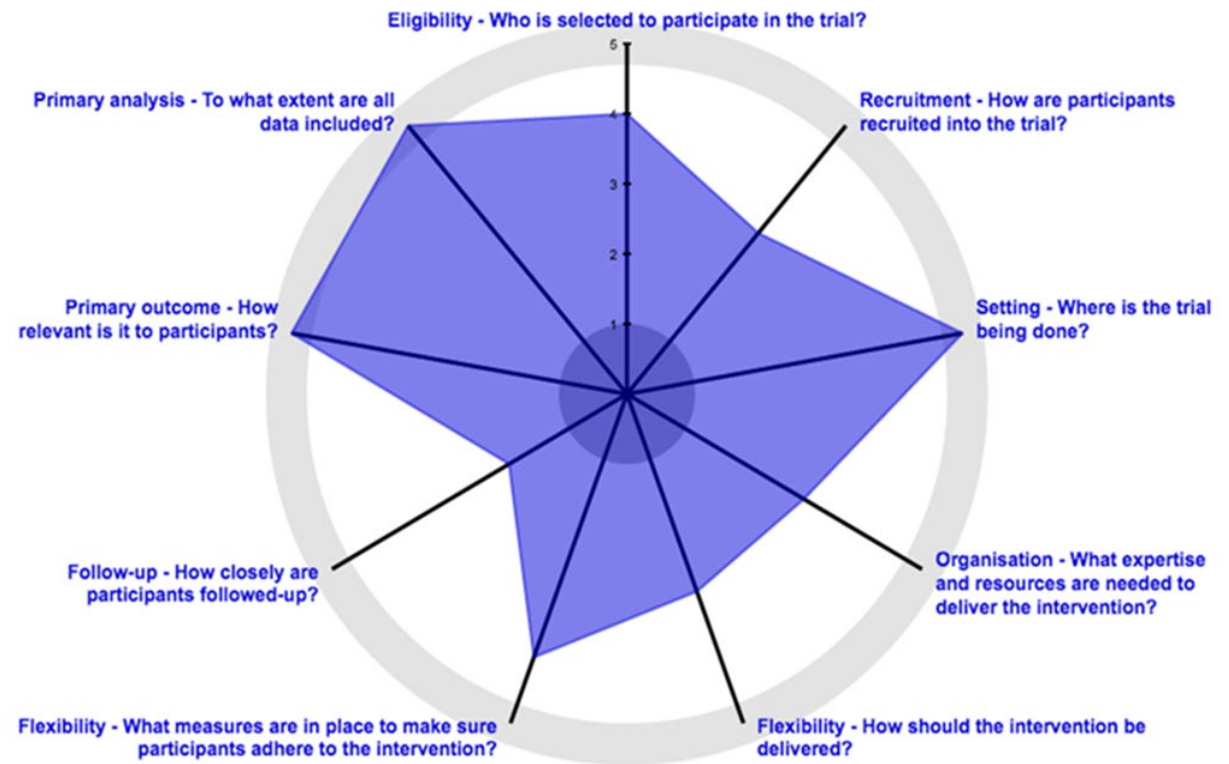 Eligibility - Who is selected to participate in the trial?
5
Primary analysis - To what extent are all
data included?
Recruitment - How are participants
recruited into the trial?
4
3
2
1
Primary outcome - How
relevant is it to participants?
Setting - Where is the trial
being done?
Follow-up - How closely are
participants followed-up?
Organisation - What expertise
and resources are needed to
deliver the intervention?
Flexibility - What measures are in place to make sure
participants adhere to the intervention?
Flexibility - How should the intervention be
delivered?